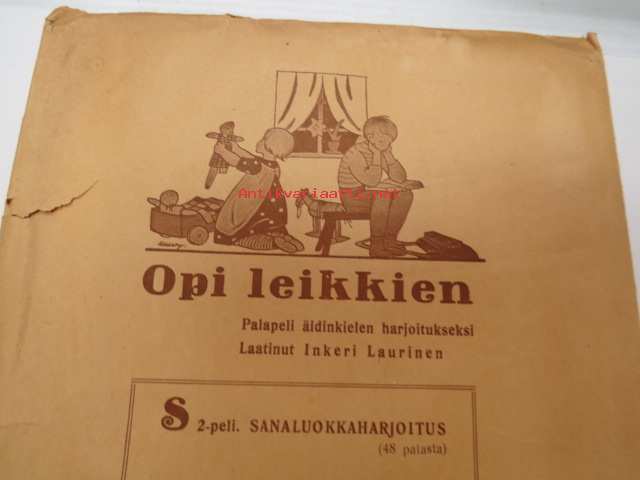 Antikvariaatti.net
Opi leikkien
Palapeli äidinkielen harjoitukseksi
Laatinut Inkeri Laurinen
S 2-peli. SANALUOKKAHARJOITUS
(48 palasta)